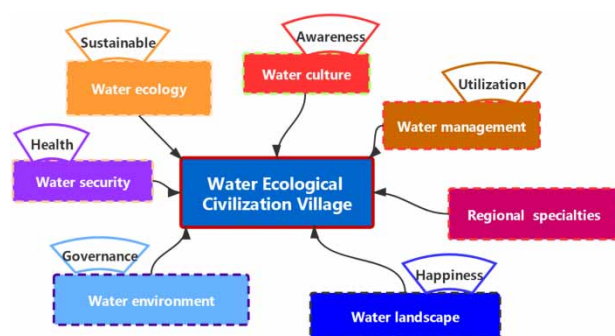 Sustainable
Water ecology
Awareness
Water culture
Utilization
Water management
Health
Water security
Water Ecological
Civilization Village
Regional specialties
Governance
Water environment
Happiness
Water landscape